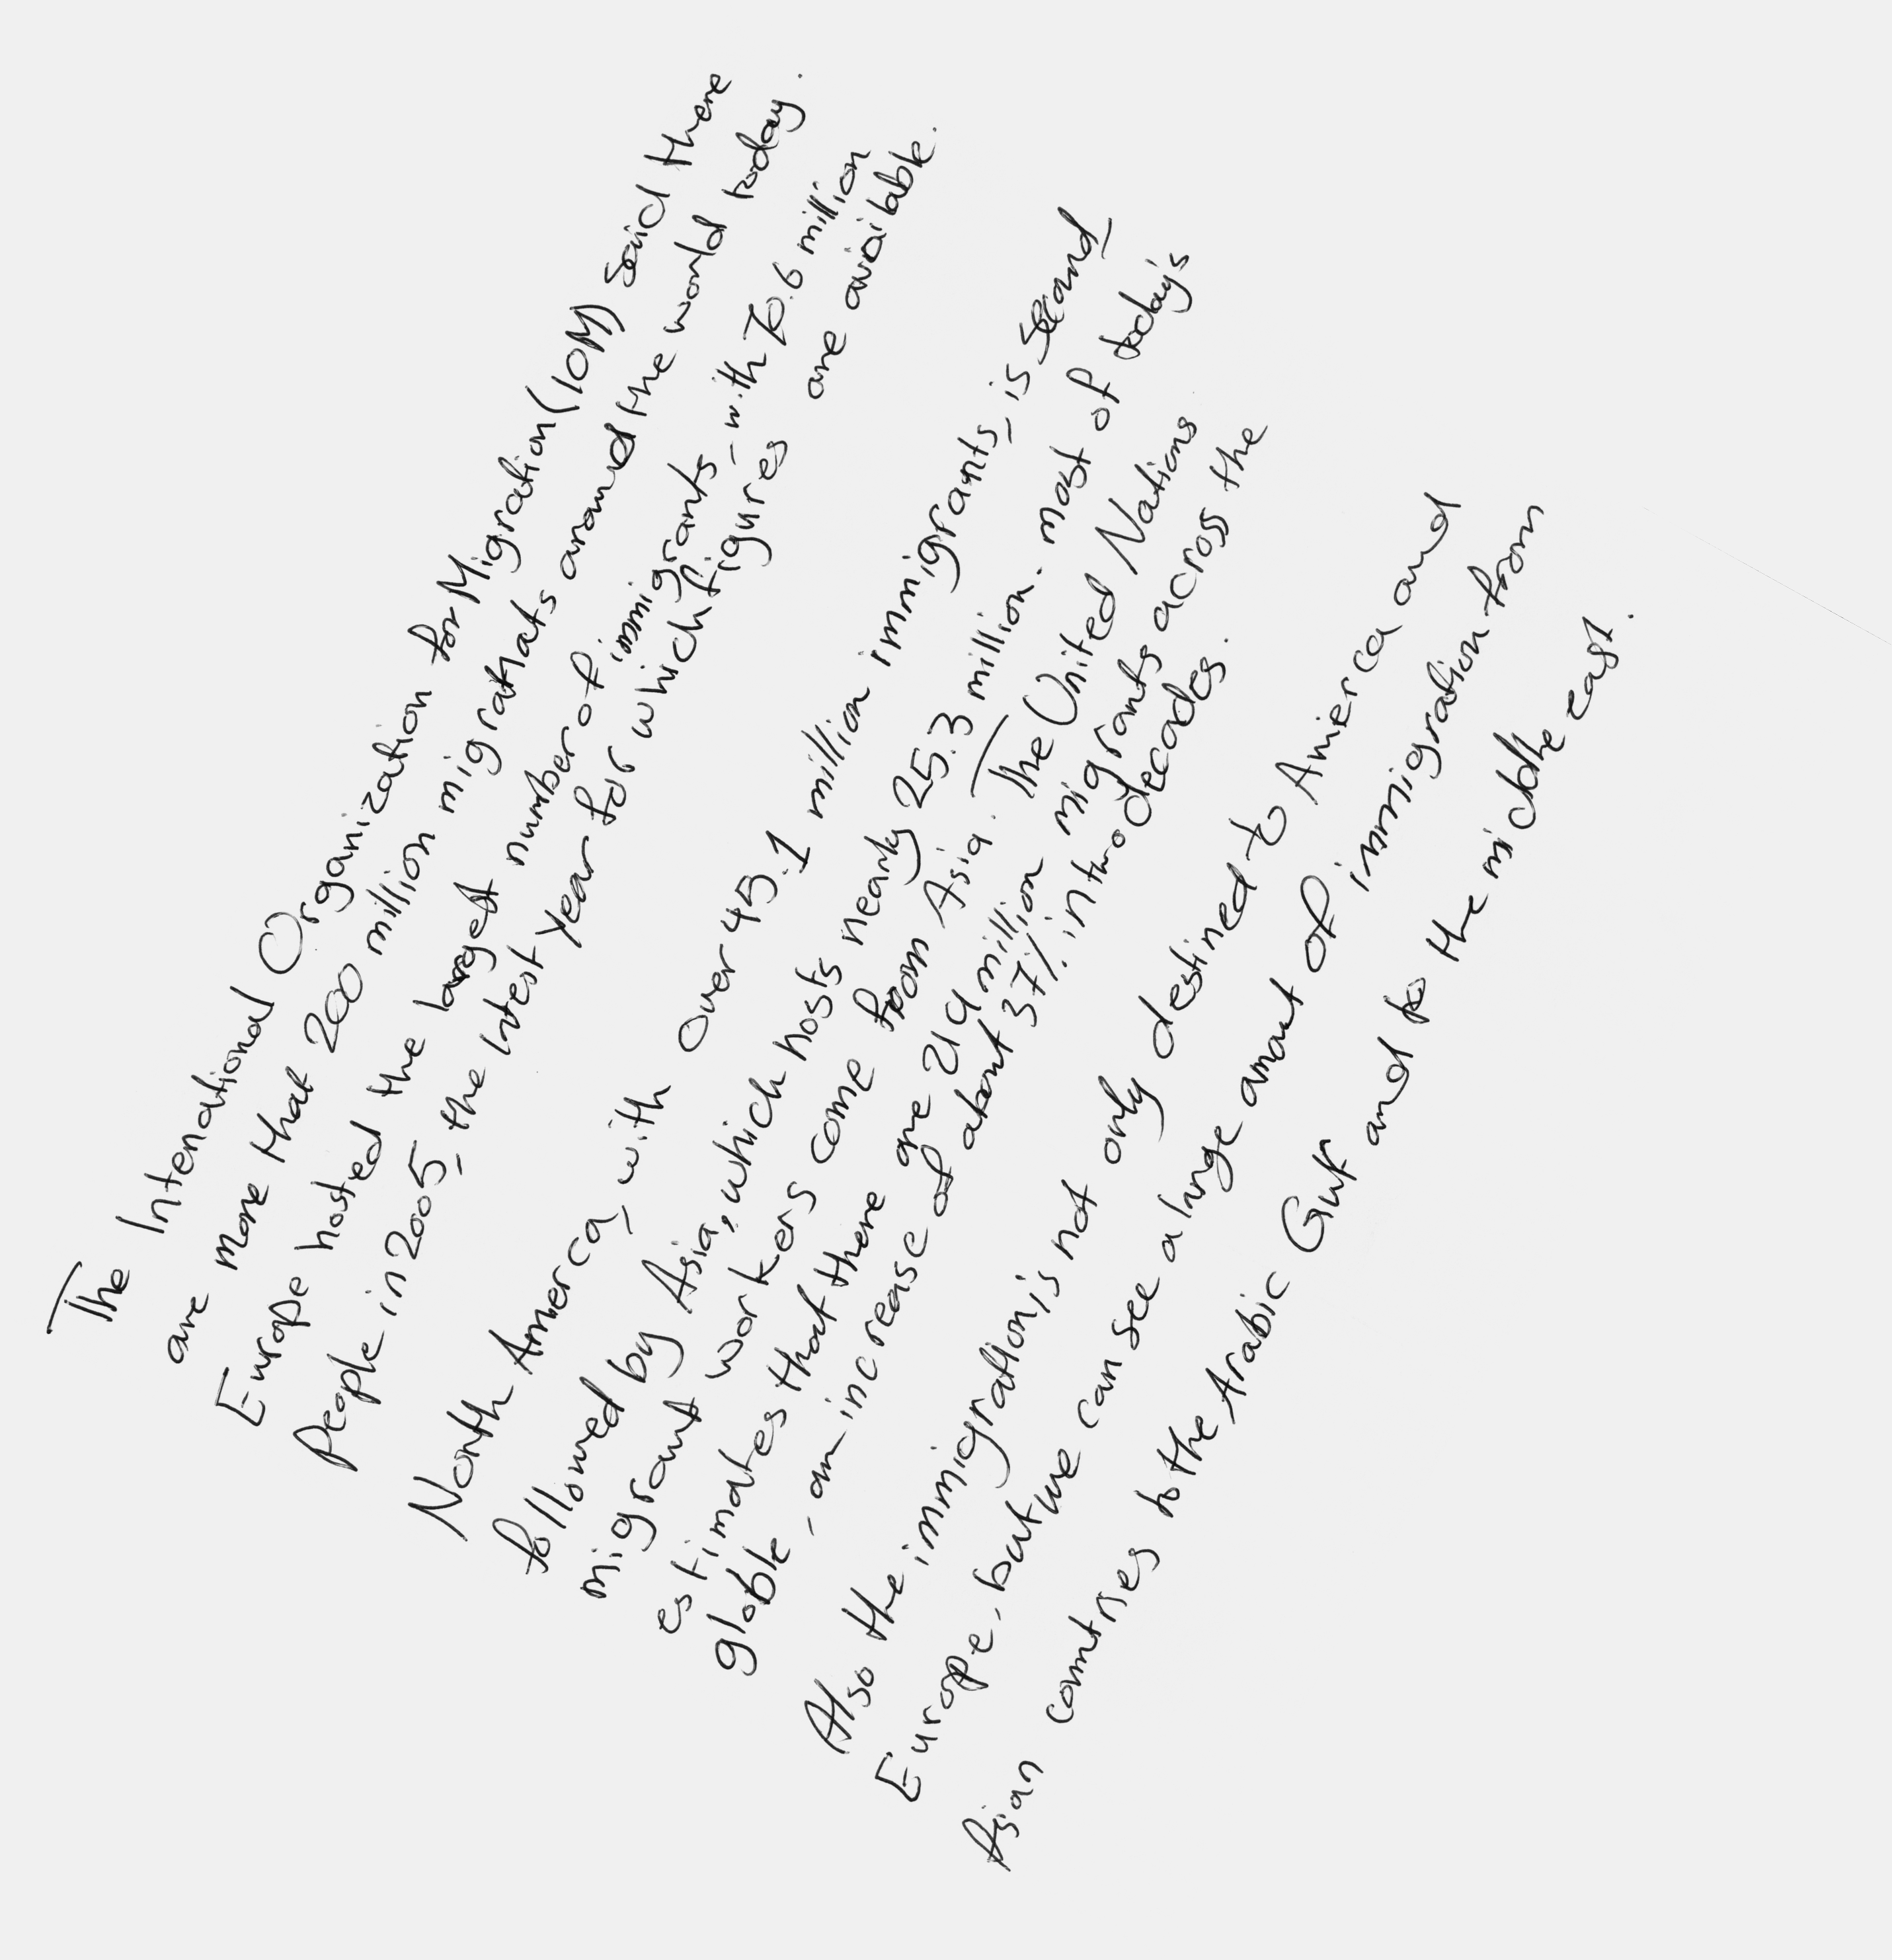 The International Organization for Migration (IOM) said there
are more that 200 million migratnats around the world today.
Europe hosted the largest number of immigrants - with 70.6 million
people in 2005 - the latest year for which figures are available.
North Amerca, with over 45.1 million immigrants, is second
followed by Asia, which hosts nearly 25.3 million. most of today's
migrant workers come from Asia. The United Nations
estimates that there are 214 million migrants across the
globle - an increase of about 37% in two decades.
Also the immigration is not only destined to Amierca and
Europe, but we can see a large amount of immigration from
Asian countries to the Arabic Gulf and to the middle east.